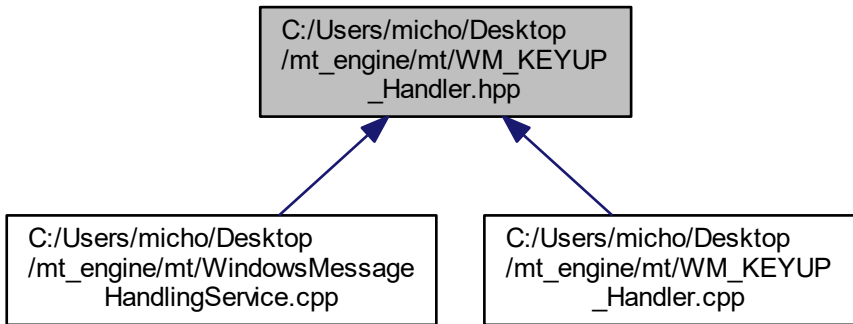 C:/Users/micho/Desktop
/mt_engine/mt/WM_KEYUP
_Handler.hpp
C:/Users/micho/Desktop
/mt_engine/mt/WindowsMessage
HandlingService.cpp
C:/Users/micho/Desktop
/mt_engine/mt/WM_KEYUP
_Handler.cpp